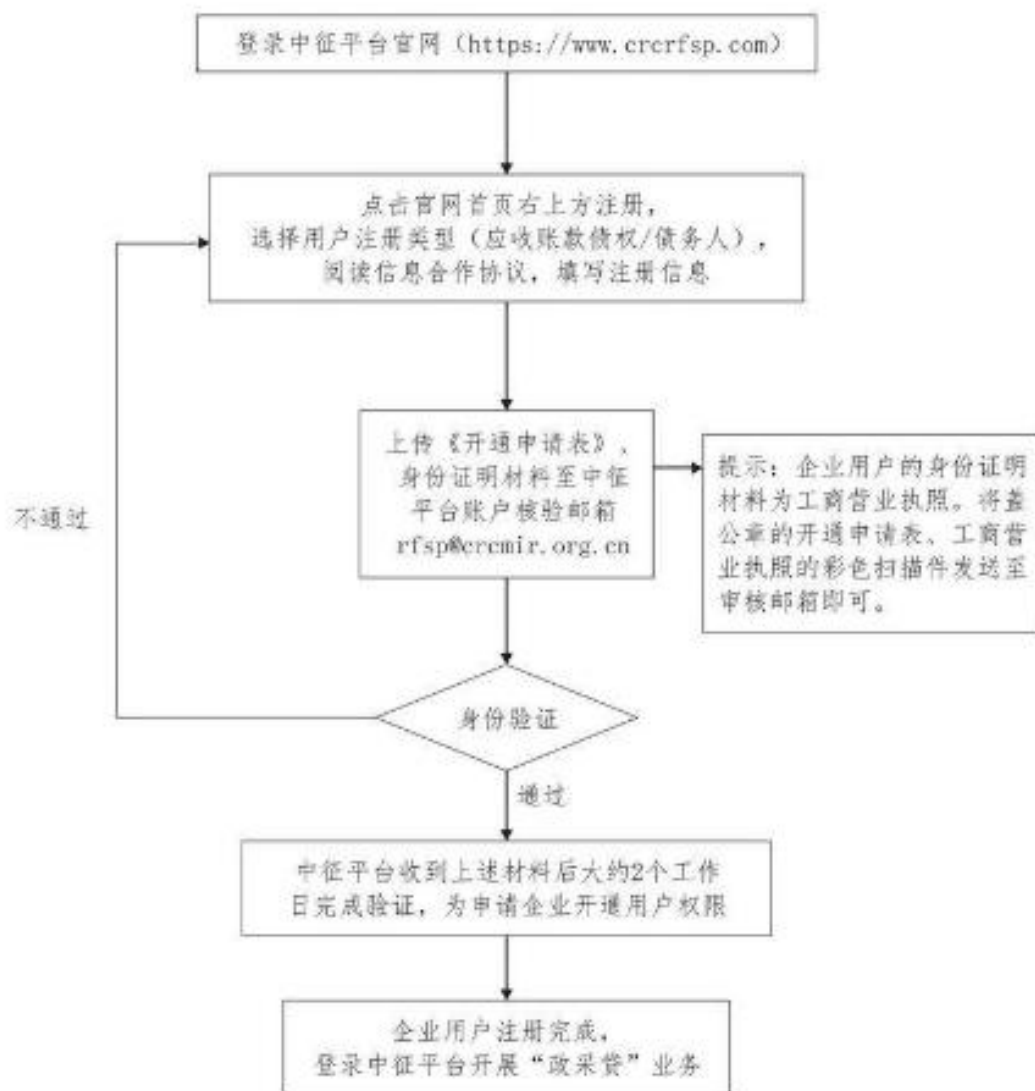 登录中征平台官网（https://www.crcrfsp.com）
点击官网首页右上方注册，
选择用户注册类型（应收账款债权/债务人），
阅读信息合作协议，填写注册信息
上传《开通申请表》、
身份证明材料至中征
平台账户核验邮箱
rfsp@crcmir.org.cn
提示：企业用户的身份证明
材料为工商营业执照。将盖
公章的开通申请表、工商营
业执照的彩色扫描件发送至
审核邮箱即可。
不通过
身份验证
通过
中征平台收到上述材料后大约2个工作
日完成验证，为申请企业开通用户权限
企业用户注册完成，
登录中征平台开展“政采贷”业务